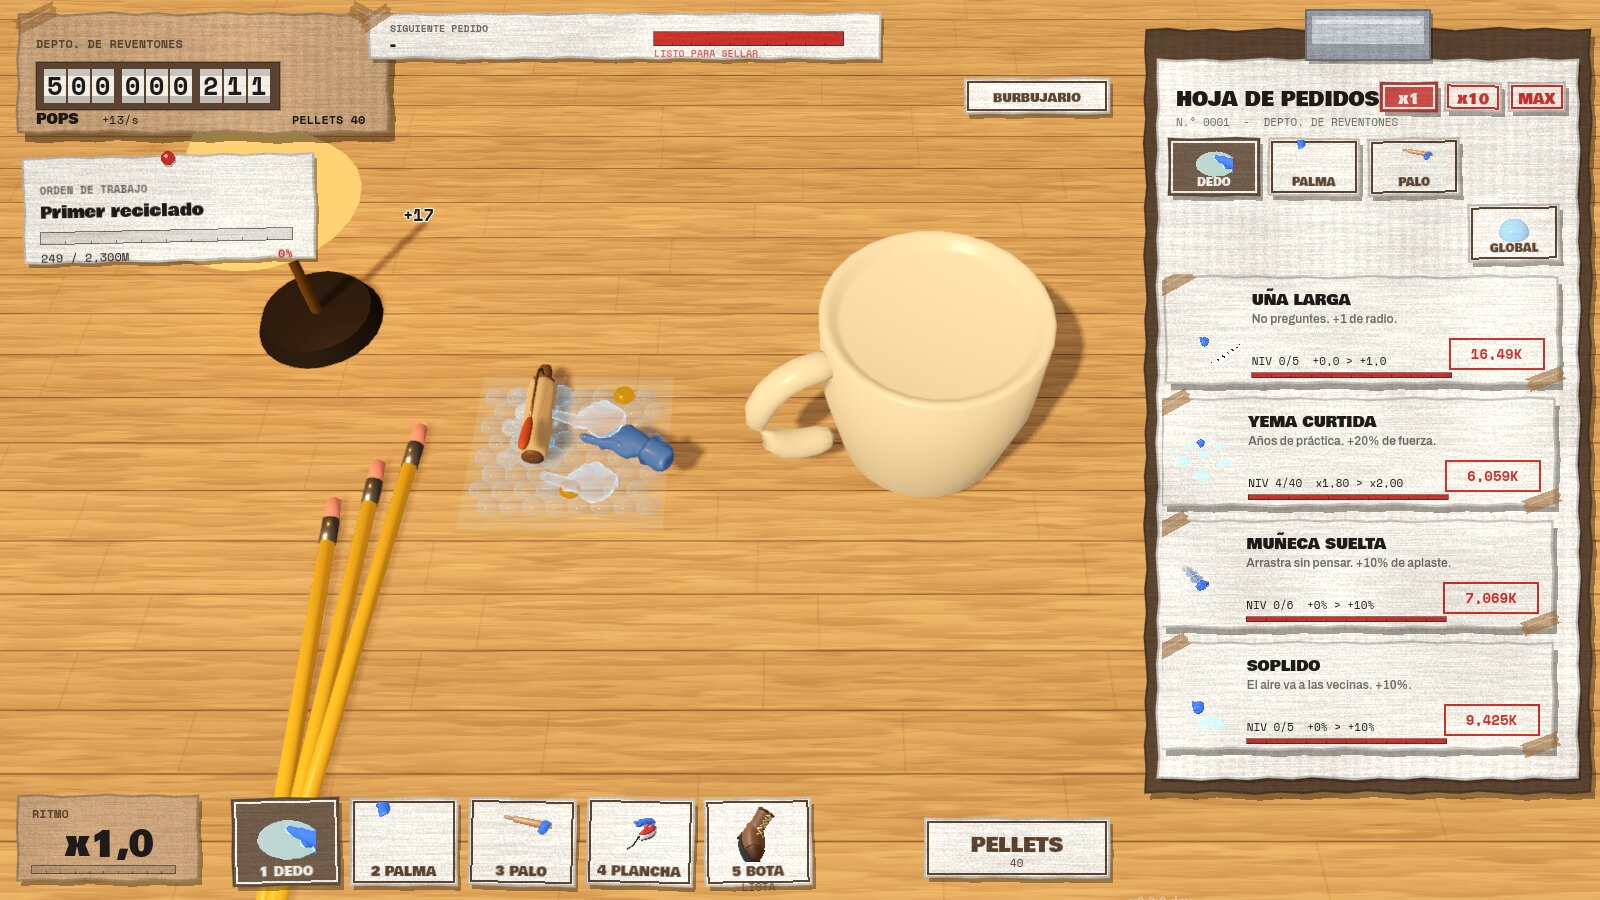 DEPTO. DE REVENTONES
500 000 211
POPS +13/s PELLETS 40
SIGUIENTE PEDIDO
-
LISTO PARA SELLAR
BURBUJARIO
ORDEN DE TRABAJO
Primer reciclado
249 / 2,300M 0%
+17
HOJA DE PEDIDOS x1 x10 MAX
N.º 0001 - DEPTO. DE REVENTONES
DEDO PALMA PALO
GLOBAL
UÑA LARGA
No preguntes. +1 de radio.
NIV 0/5 +0,0 > +1,0 16,49K
YEMA CURTIDA
Años de práctica. +20% de fuerza.
NIV 4/40 x1,80 > x2,00 6,059K
MUÑECA SUELTA
Arrastra sin pensar. +10% de aplaste.
NIV 0/6 +0% > +10% 7,069K
SOPLIDO
El aire va a las vecinas. +10%.
NIV 0/5 +0% > +10% 9,425K
RITMO
x1,0
1 DEDO 2 PALMA 3 PALO 4 PLANCHA 5 BOTA
LISTA
PELLETS
40